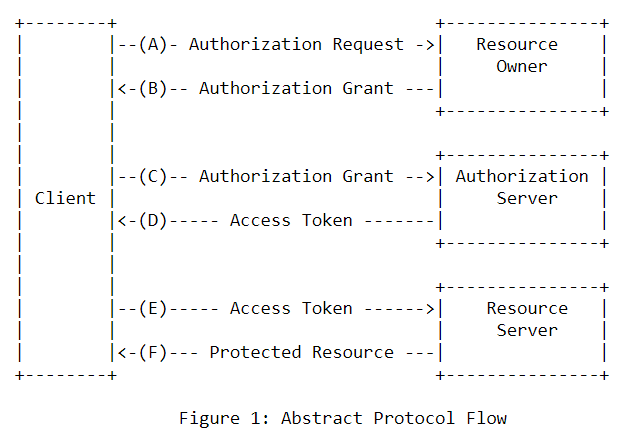 +--------+                               +---------------+
|        |--(A)- Authorization Request ->|   Resource    |
|        |                               |     Owner     |
|        |<-(B)-- Authorization Grant ---|               |
|        |                               +---------------+
|        |
|        |                               +---------------+
|        |--(C)-- Authorization Grant -->| Authorization |
| Client |                               |     Server    |
|        |<-(D)----- Access Token -------|               |
|        |                               +---------------+
|        |
|        |                               +---------------+
|        |--(E)----- Access Token ------>|    Resource   |
|        |                               |     Server    |
|        |<-(F)--- Protected Resource ---|               |
+--------+                               +---------------+
Figure 1: Abstract Protocol Flow